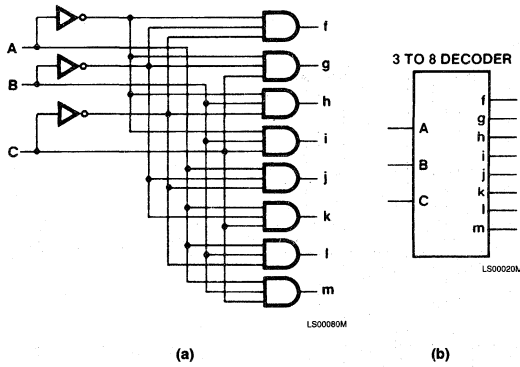 A
B
C
f
g
h
i
j
k
l
m
LS00080M
(a)
3 TO 8 DECODER
A
B
C
f
g
h
i
j
k
l
m
LS00020M
(b)